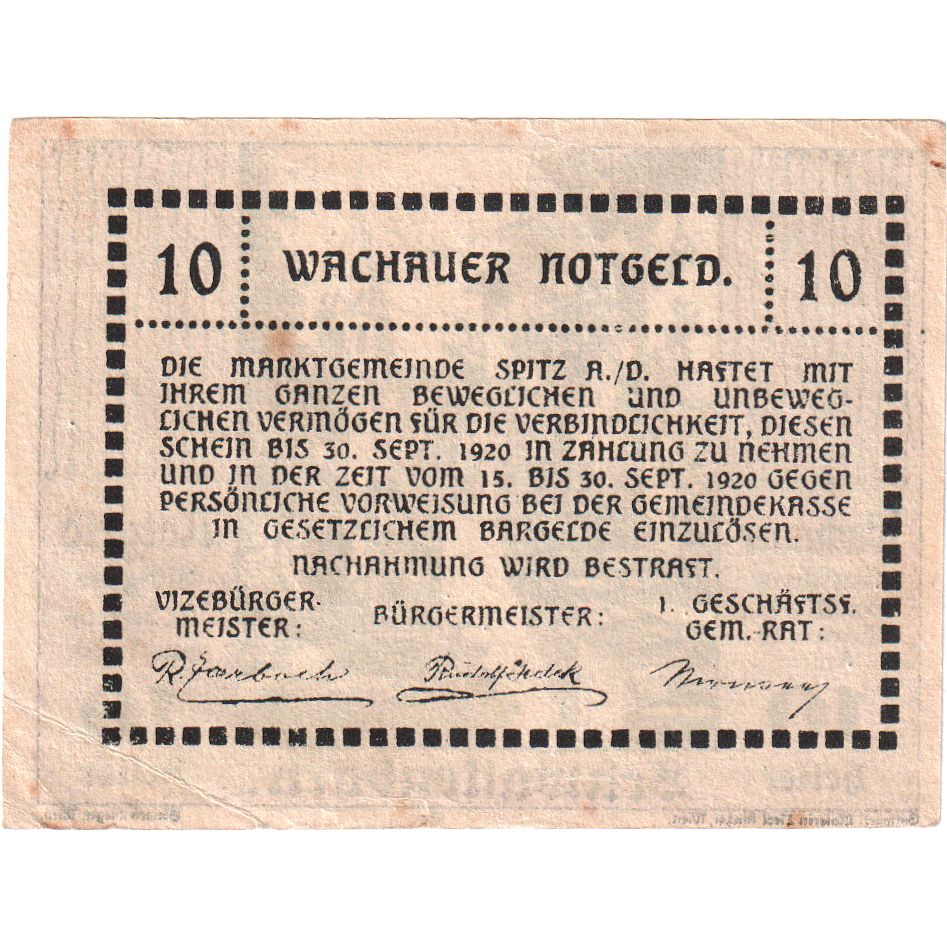 10 WACHAUER NOTGELD. 10
DIE MARKTGEMEINDE SPITZ A./D. HAFTET MIT
IHREM GANZEN BEWEGLICHEN UND UNBEWEG-
LICHEN VERMÖGEN FÜR DIE VERBINDLICHKEIT, DIESEN
SCHEIN BIS 30. SEPT. 1920 IN ZAHLUNG ZU NEHMEN
UND IN DER ZEIT VOM 15. BIS 30. SEPT. 1920 GEGEN
PERSÖNLICHE VORWEISUNG BEI DER GEMEINDEKASSE
IN GESETZLICHEM BARGELDE EINZULÖSEN.
NACHAHMUNG WIRD BESTRAFT.
VIZEBÜRGER-
MEISTER:
BÜRGERMEISTER:
1. GESCHÄFTSF.
GEM.-RAT: